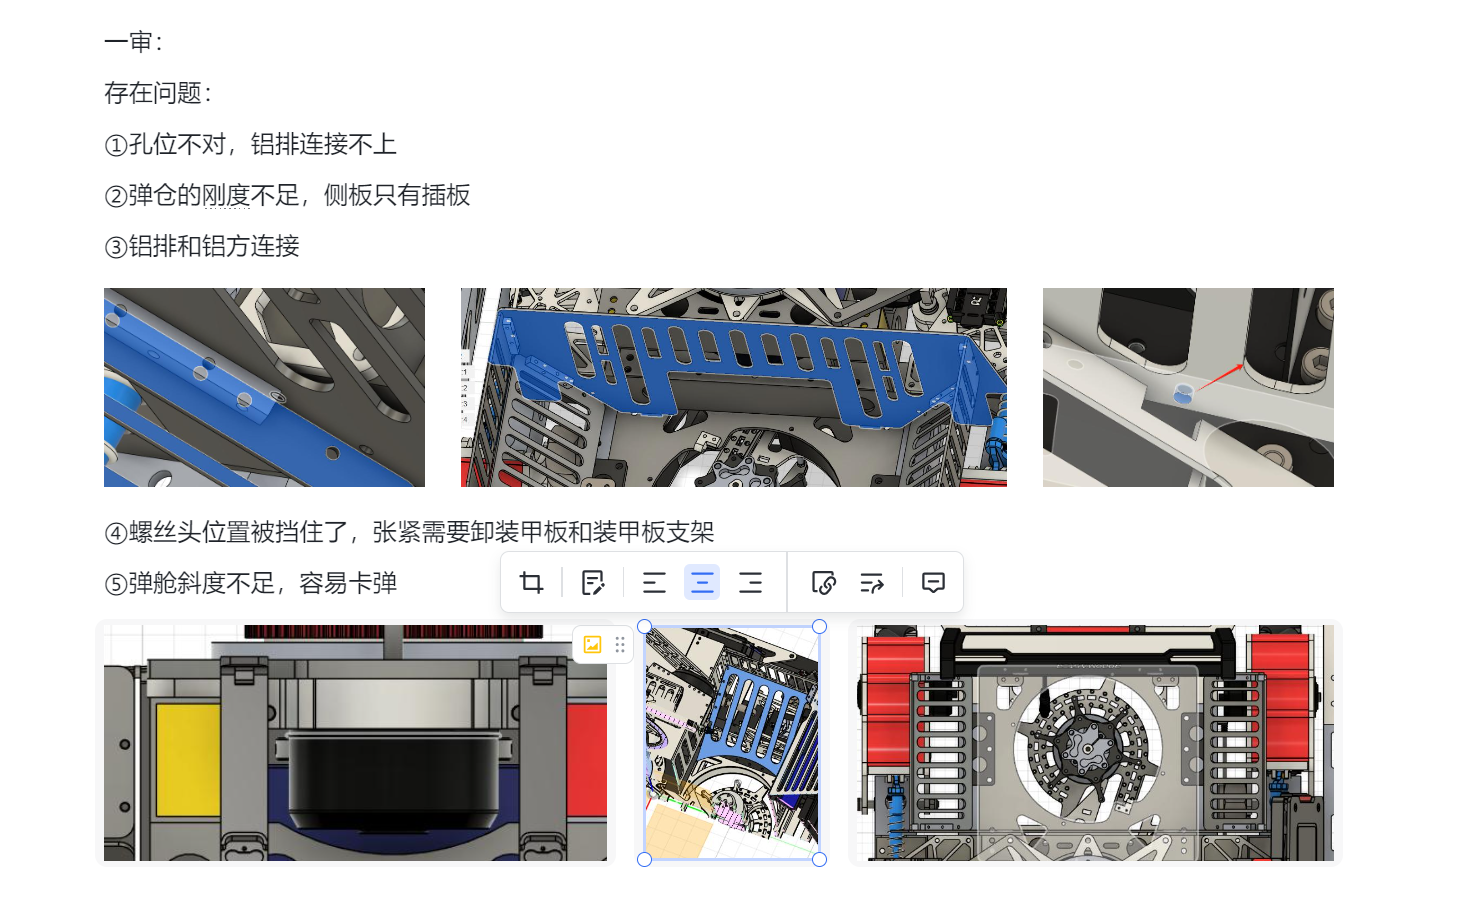 一审：
存在问题：
①孔位不对，铝排连接不上
②弹仓的刚度不足，侧板只有插板
③铝排和铝方连接
④螺丝头位置被挡住了，张紧需要卸装甲板和装甲板支架
⑤弹舱斜度不足，容易卡弹